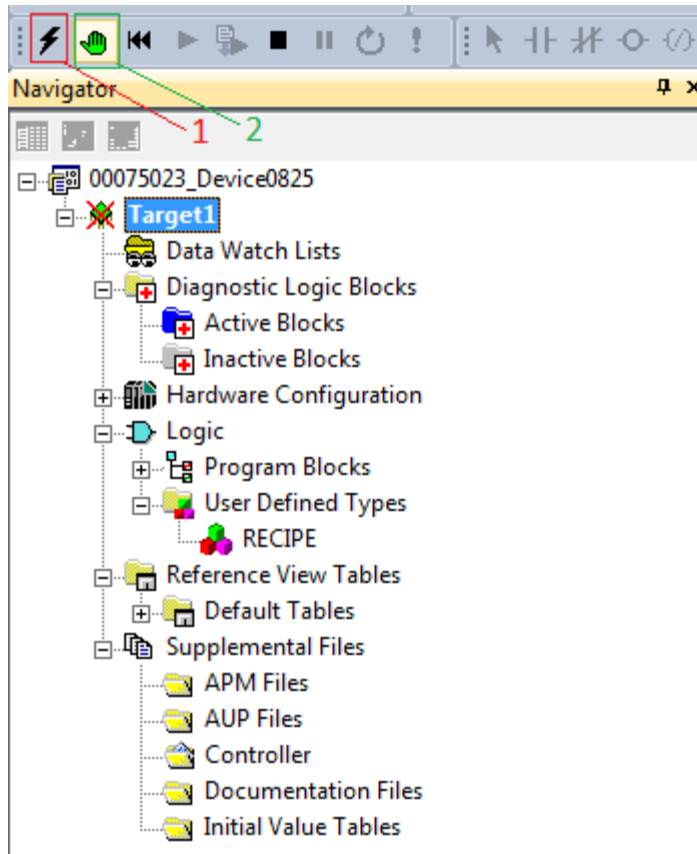 Navigator
1
2
00075023_Device0825
Target1
Data Watch Lists
Diagnostic Logic Blocks
Active Blocks
Inactive Blocks
Hardware Configuration
Logic
Program Blocks
User Defined Types
RECIPE
Reference View Tables
Default Tables
Supplemental Files
APM Files
AUP Files
Controller
Documentation Files
Initial Value Tables